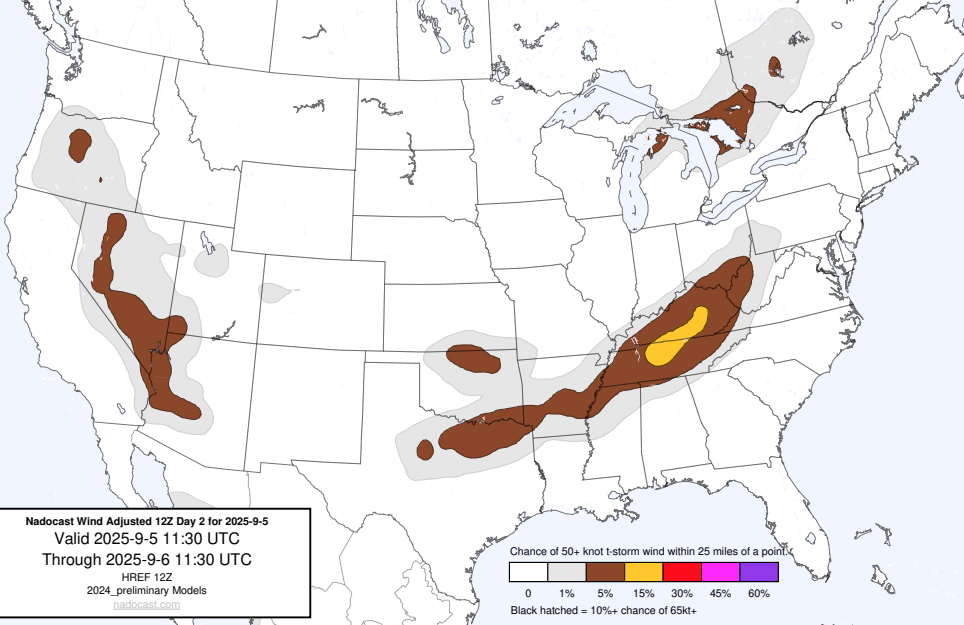 Nadocast Wind Adjusted 12Z Day 2 for 2025-9-5
Valid 2025-9-5 11:30 UTC
Through 2025-9-6 11:30 UTC
HREF 12Z
2024_preliminary Models
nadocast.com
Chance of 50+ knot t-storm wind within 25 miles of a point.
0 1% 5% 15% 30% 45% 60%
Black hatched = 10%+ chance of 65kt+